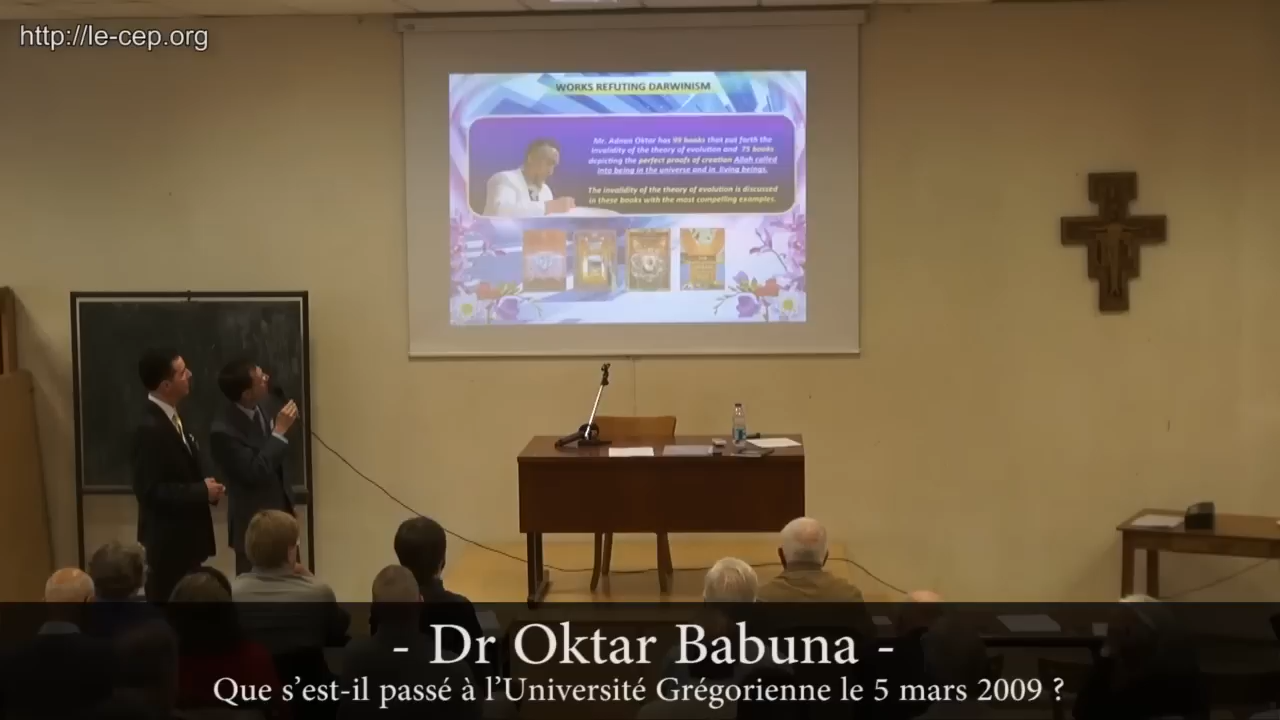 http://le-cep.org
WORKS REFUTING DARWINISM
Mr. Adnan Oktar has 99 books that put forth the
invalidity of the theory of evolution and 75 books
depicting the perfect proofs of creation Allah called
into being in the universe and in living beings.
The invalidity of the theory of evolution is discussed
in these books with the most compelling examples.
- Dr Oktar Babuna -
Que s’est-il passé à l’Université Grégorienne le 5 mars 2009 ?